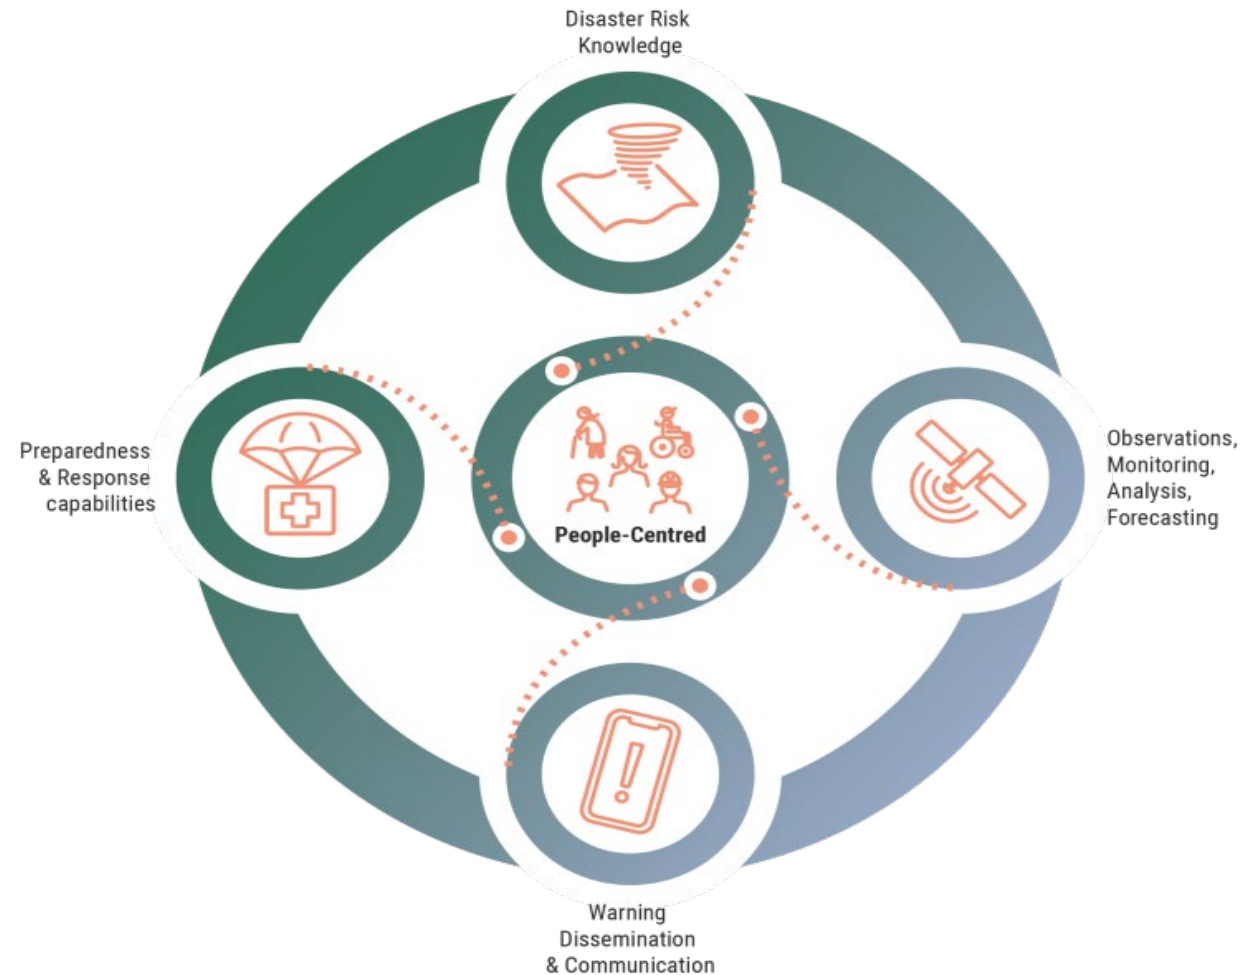 Disaster Risk
Knowledge
Preparedness
& Response
capabilities
People-Centred
Observations,
Monitoring,
Analysis,
Forecasting
Warning
Dissemination
& Communication